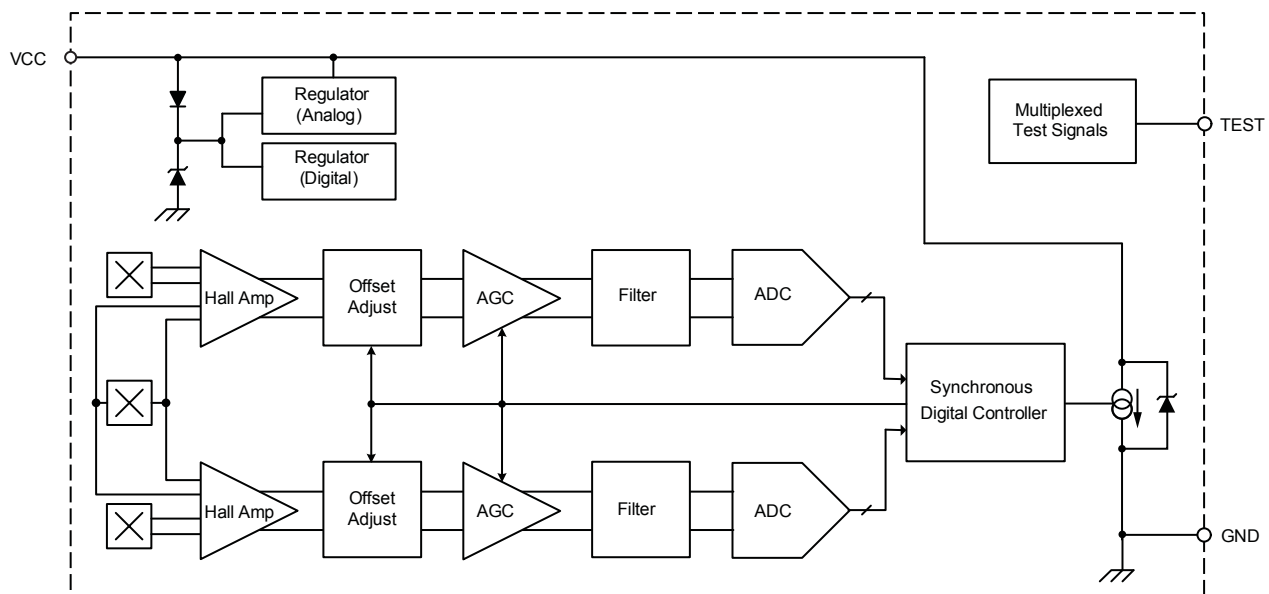 VCC
Regulator
(Analog)
Regulator
(Digital)
Multiplexed
Test Signals
TEST
Hall Amp
Offset
Adjust
AGC
Filter
ADC
Synchronous
Digital Controller
Hall Amp
Offset
Adjust
AGC
Filter
ADC
GND